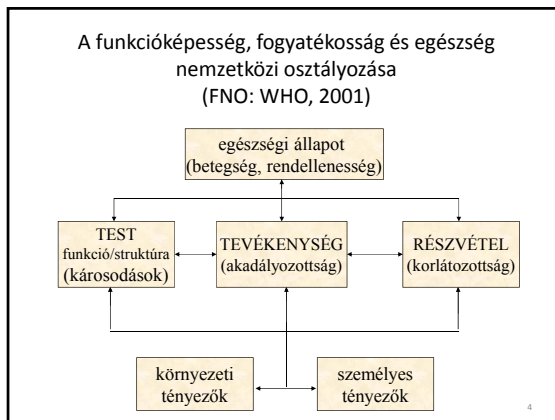 A funkcióképesség, fogyatékosság és egészség
nemzetközi osztályozása
(FNO: WHO, 2001)
egészségi állapot
(betegség, rendellenesség)
TEST
funkció/struktúra
(károsodások)
TEVÉKENYSÉG
(akadályozottság)
RÉSZVÉTEL
(korlátozottság)
környezeti
tényezők
személyes
tényezők
4